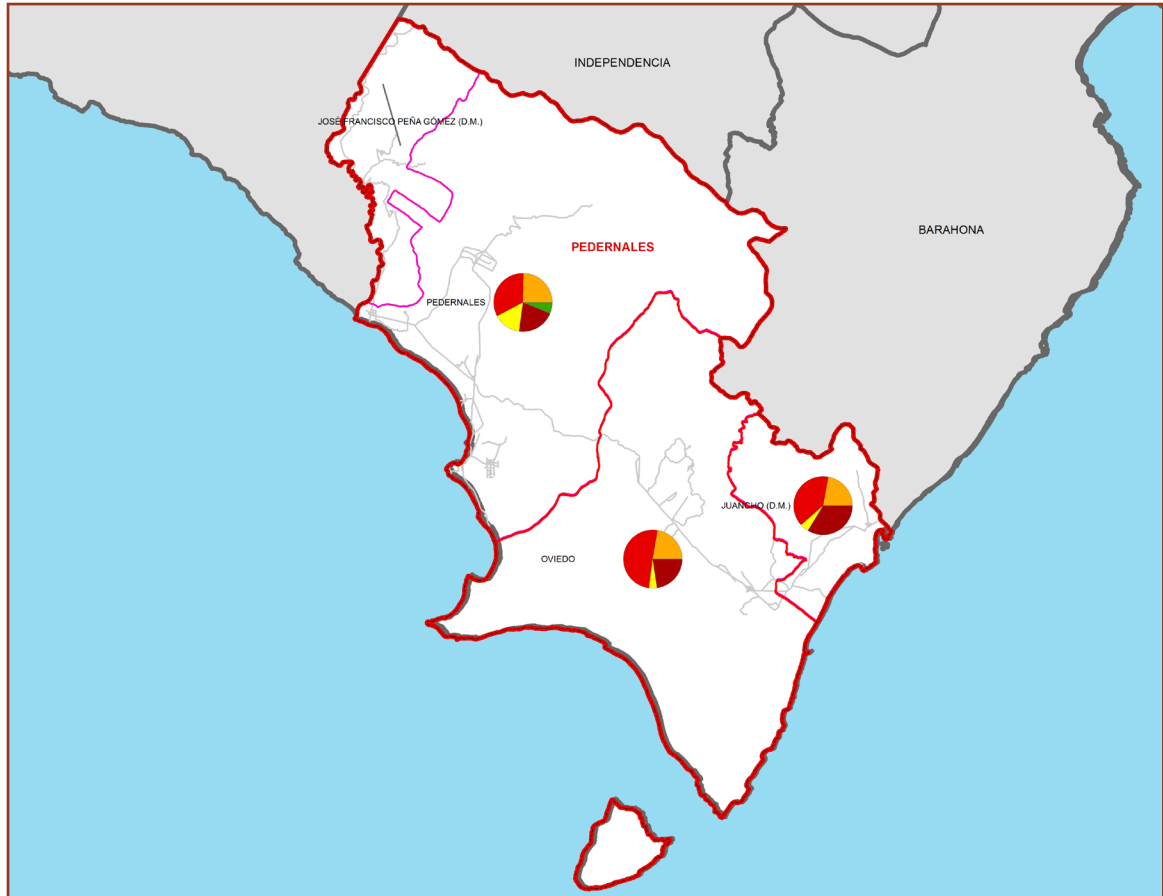 INDEPENDENCIA
JOSÉ FRANCISCO PEÑA GÓMEZ (D.M.)
BARAHONA
PEDERNALES
PEDERNALES
JUANCHO (D.M.)
OVIEDO